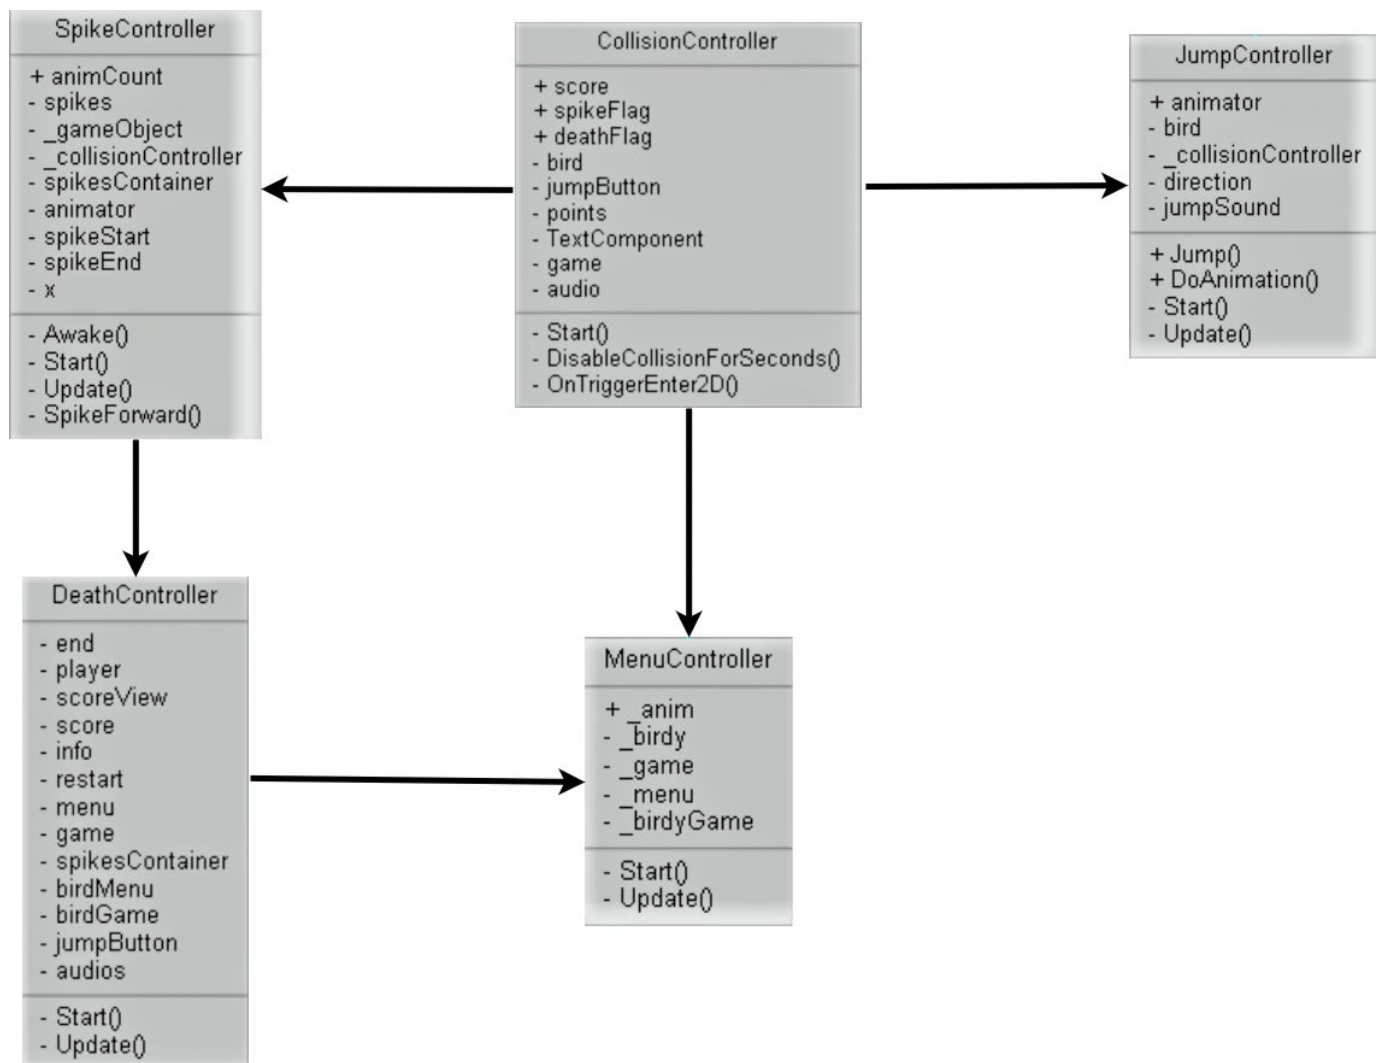 SpikeController
+ animCount
- spikes
- _gameObject
- _collisionController
- spikesContainer
- animator
- spikeStart
- spikeEnd
- x
- Awake()
- Start()
- Update()
- SpikeForward()
CollisionController
+ score
+ spikeFlag
+ deathFlag
- bird
- jumpButton
- points
- TextComponent
- game
- audio
- Start()
- DisableCollisionForSeconds()
- OnTriggerEnter2D()
JumpController
+ animator
- bird
- _collisionController
- direction
- jumpSound
+ Jump()
+ DoAnimation()
- Start()
- Update()
DeathController
- end
- player
- scoreView
- score
- info
- restart
- menu
- game
- spikesContainer
- birdMenu
- birdGame
- jumpButton
- audios
- Start()
- Update()
MenuController
+ _anim
- _birdy
- _game
- _menu
- _birdyGame
- Start()
- Update()